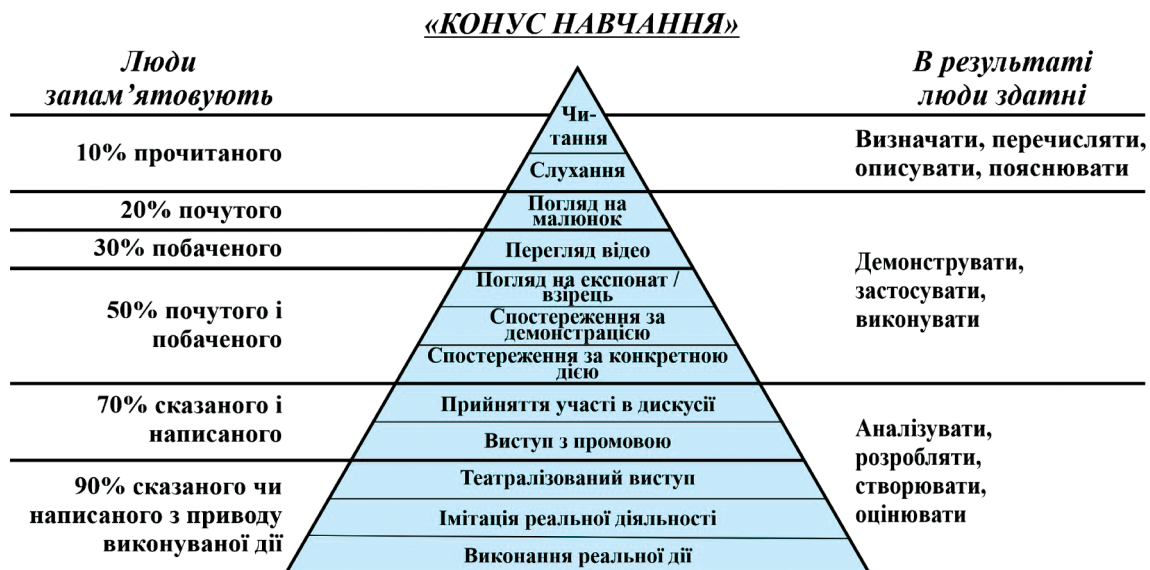 «КОНУС НАВЧАННЯ»
Люди
запам’ятовують
В результаті
люди здатні
10% прочитаного
20% почутого
30% побаченого
50% почутого і
побаченого
70% сказаного і
написаного
90% сказаного чи
написаного з приводу
виконуваної дії
Чи-
тання
Слухання
Погляд на
малюнок
Перегляд відео
Погляд на експонат /
взірець
Спостереження за
демонстрацією
Спостереження за конкретною
дією
Прийняття участі в дискусії
Виступ з промовою
Театралізований виступ
Імітація реальної діяльності
Виконання реальної дії
Визначати, перечисляти,
описувати, пояснювати
Демонструвати,
застосувати,
виконувати
Аналізувати,
розробляти,
створювати,
оцінювати